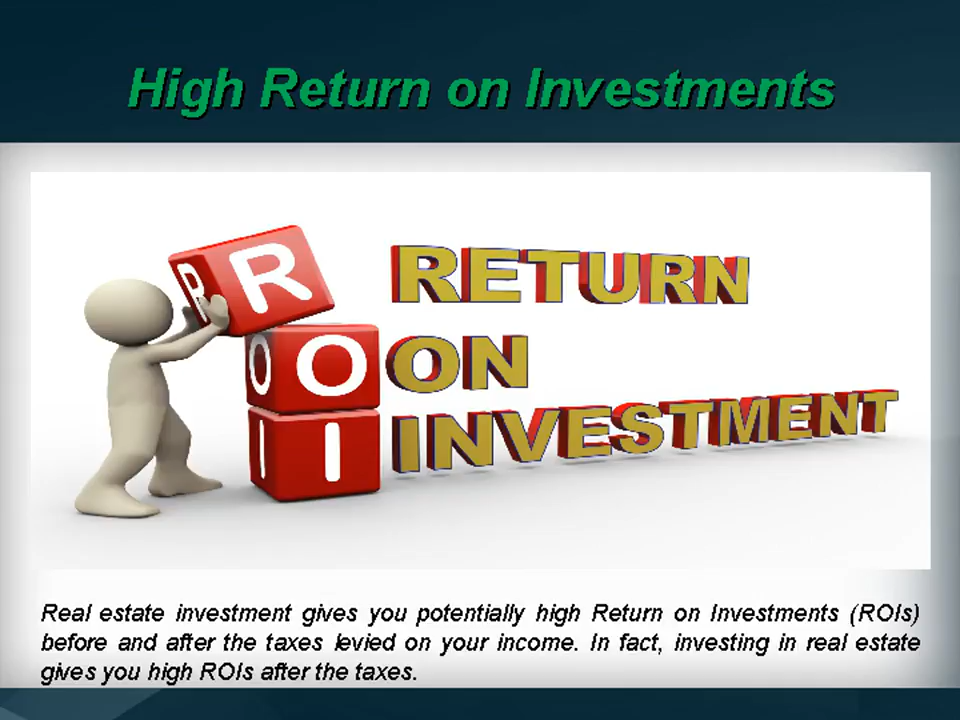 High Return on Investments
R R RETURN
O O ON
I I INVESTMENT
Real estate investment gives you potentially high Return on Investments (ROIs)
before and after the taxes levied on your income. In fact, investing in real estate
gives you high ROIs after the taxes.